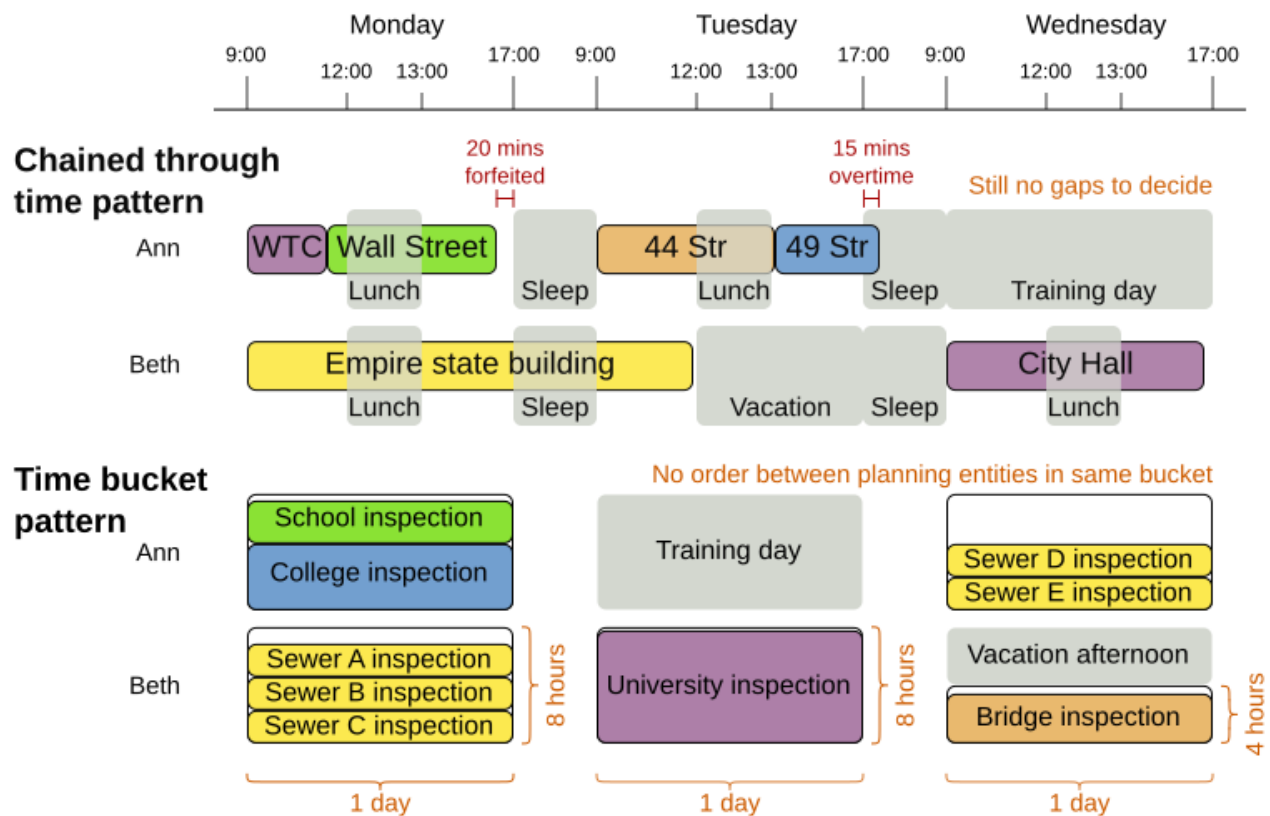 Monday Tuesday Wednesday
9:00 17:00 9:00 17:00 9:00 17:00
12:00 13:00 12:00 13:00 12:00 13:00
Chained through
time pattern
20 mins
forfeited
15 mins
overtime
Still no gaps to decide
Ann
WTC Wall Street 44 Str 49 Str
Lunch Sleep Lunch Sleep Training day
Beth
Empire state building City Hall
Lunch Sleep Vacation Sleep Lunch
Time bucket
pattern
No order between planning entities in same bucket
Ann
School inspection
College inspection
Training day
Sewer D inspection
Sewer E inspection
Beth
Sewer A inspection
Sewer B inspection
Sewer C inspection
8 hours
University inspection
8 hours
Vacation afternoon
Bridge inspection
4 hours
1 day 1 day 1 day